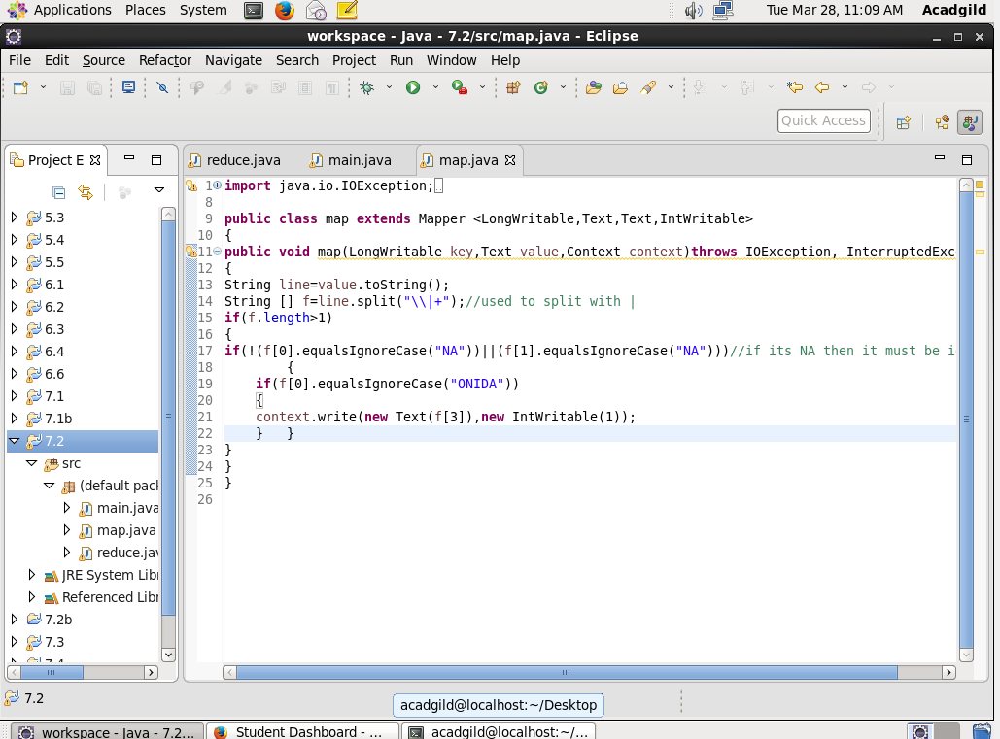 Applications Places System Tue Mar 28, 11:09 AM Acadgild
workspace - Java - 7.2/src/map.java - Eclipse
File Edit Source Refactor Navigate Search Project Run Window Help
Quick Access
Project E
5.3
5.4
5.5
6.1
6.2
6.3
6.4
6.6
7.1
7.1b
7.2
src
(default pack
main.java
map.java
reduce.jav
JRE System Libr
Referenced Libr
7.2b
7.3
reduce.java main.java map.java
1 import java.io.IOException;
8
9 public class map extends Mapper <LongWritable,Text,Text,IntWritable>
10 {
11 public void map(LongWritable key,Text value,Context context)throws IOException, InterruptedExc
12 {
13 String line=value.toString();
14 String [] f=line.split("\\|+");//used to split with |
15 if(f.length>1)
16 {
17 if(!(f[0].equalsIgnoreCase("NA"))||(f[1].equalsIgnoreCase("NA")))//if its NA then it must be i
18 {
19 if(f[0].equalsIgnoreCase("ONIDA"))
20 {
21 context.write(new Text(f[3]),new IntWritable(1));
22 } }
23 }
24 }
25 }
26
7.2
acadgild@localhost:~/Desktop
workspace - Java - 7.2... Student Dashboard - ... acadgild@localhost:~/...